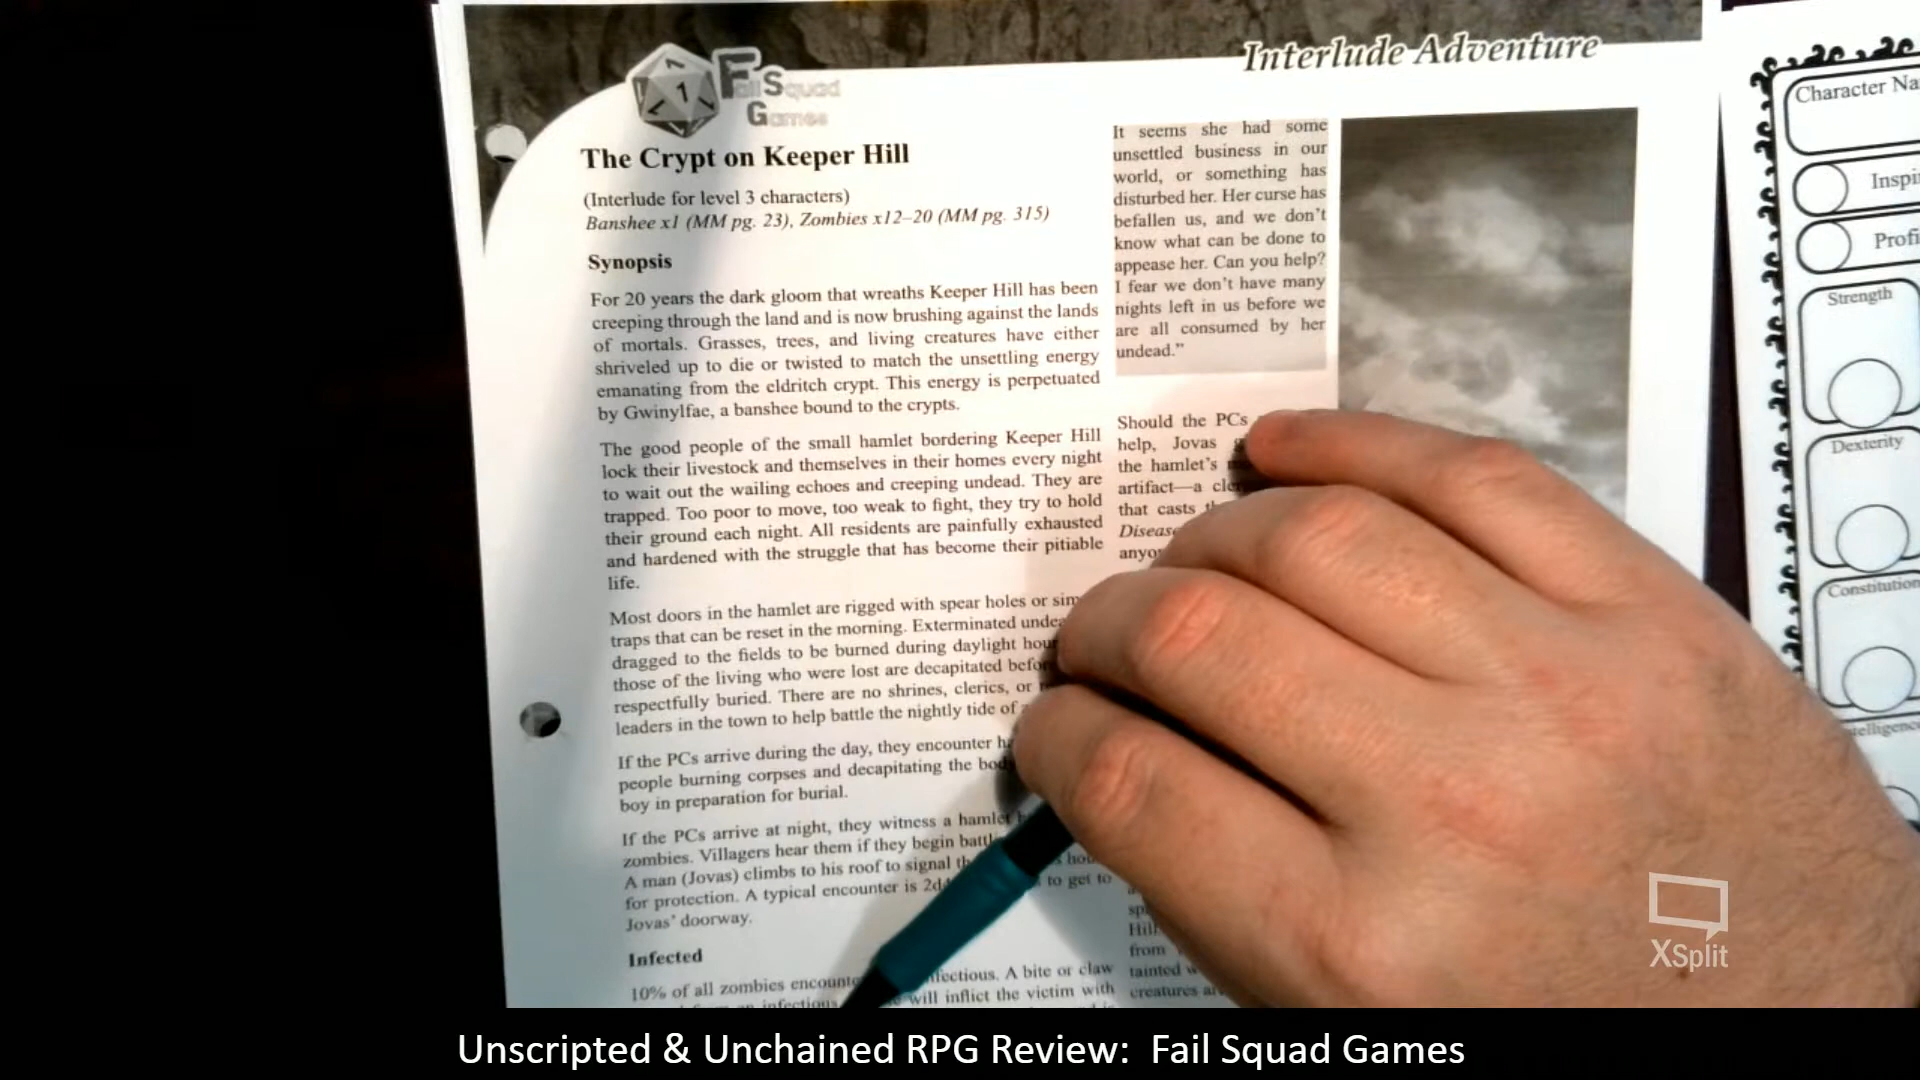 Interlude Adventure
Fail Squad
Games
The Crypt on Keeper Hill
(Interlude for level 3 characters)
Banshee x1 (MM pg. 23), Zombies x12–20 (MM pg. 315)
Synopsis
For 20 years the dark gloom that wreaths Keeper Hill has been
creeping through the land and is now brushing against the lands
of mortals. Grasses, trees, and living creatures have either
shriveled up to die or twisted to match the unsettling energy
emanating from the eldritch crypt. This energy is perpetuated
by Gwinylfae, a banshee bound to the crypts.
The good people of the small hamlet bordering Keeper Hill
lock their livestock and themselves in their homes every night
to wait out the wailing echoes and creeping undead. They are
trapped. Too poor to move, too weak to fight, they try to hold
their ground each night. All residents are painfully exhausted
and hardened with the struggle that has become their pitiable
life.
Most doors in the hamlet are rigged with spear holes or
traps that can be reset in the morning. Exterminated
dragged to the fields to be burned during daylight
those of the living who were lost are decapitated
respectfully buried. There are no shrines, clerics, or
leaders in the town to help battle the nightly tide of
If the PCs arrive during the day, they encounter
people burning corpses and decapitating the
boy in preparation for burial.
If the PCs arrive at night, they witness a hamlet
zombies. Villagers hear them if they begin
A man (Jovas) climbs to his roof to signal
for protection. A typical encounter is to get to
Jovas' doorway.
Infected
10% of all zombies A bite or claw
infectious will inflict the victim with
It seems she had some
unsettled business in our
world, or something has
disturbed her. Her curse has
befallen us, and we don't
know what can be done to
appease her. Can you help?
I fear we don't have many
nights left in us before we
are all consumed by her
undead."
Should the PCs
help, Jovas
the hamlet's
artifact—a
that casts
from
tainted
creatures
Character
Strength
Dexterity
Constitution
XSplit
Unscripted & Unchained RPG Review: Fail Squad Games